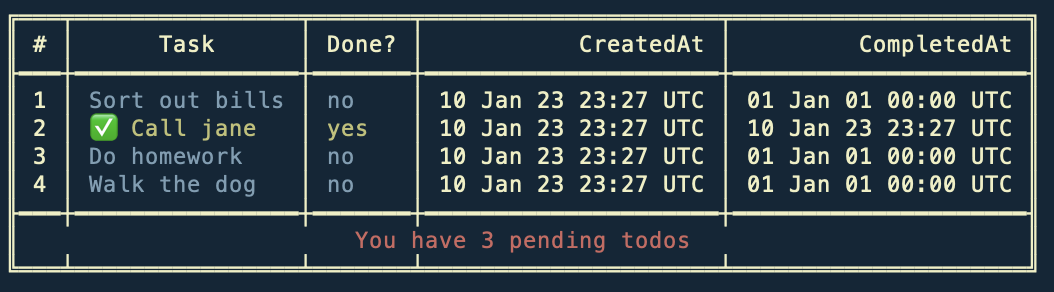 # Task Done? CreatedAt CompletedAt
1 Sort out bills no 10 Jan 23 23:27 UTC 01 Jan 01 00:00 UTC
2 ✅ Call jane yes 10 Jan 23 23:27 UTC 10 Jan 23 23:27 UTC
3 Do homework no 10 Jan 23 23:27 UTC 01 Jan 01 00:00 UTC
4 Walk the dog no 10 Jan 23 23:27 UTC 01 Jan 01 00:00 UTC
You have 3 pending todos